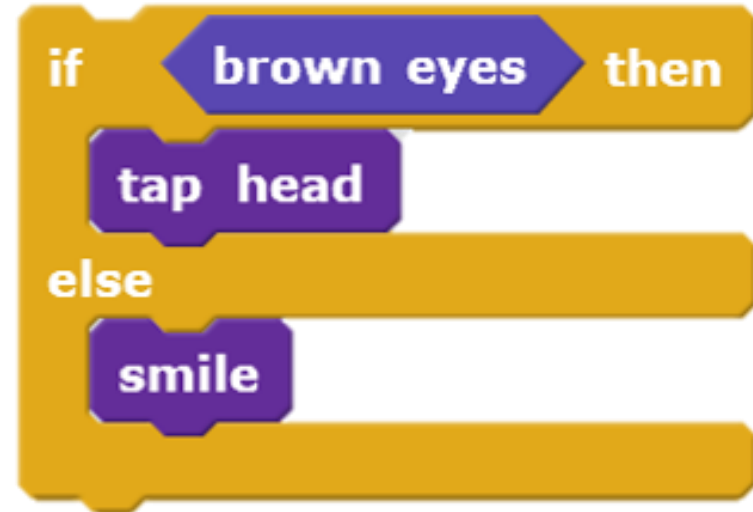 if brown eyes then
tap head
else
smile